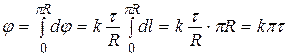 φ = ∫₀^{πR} dφ = k τ/R ∫₀^{πR} dl = k τ/R · πR = kπτ